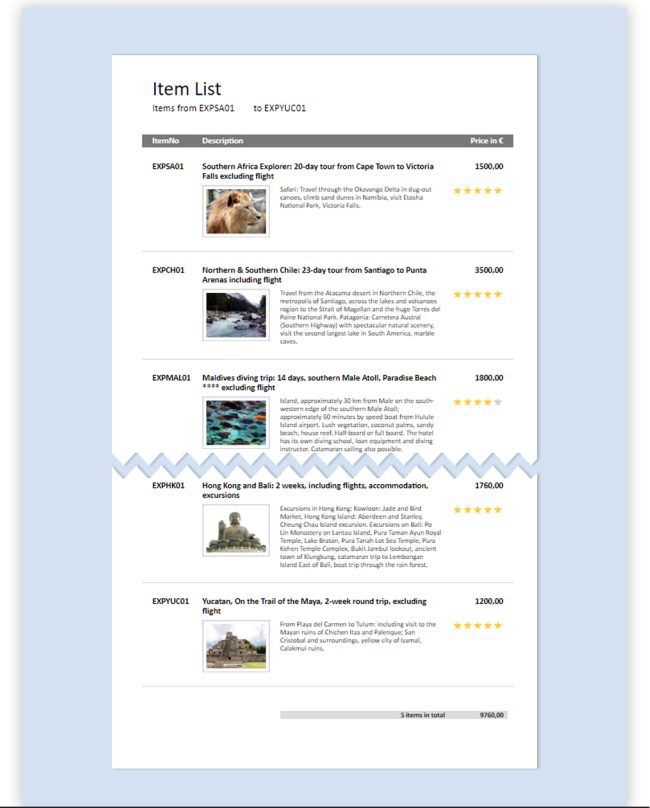 Item List
Items from EXPSA01 to EXPYUC01
ItemNo Description Price in €
EXPSA01 Southern Africa Explorer: 20-day tour from Cape Town to Victoria 1500,00
Falls excluding flight
Safari: Travel through the Okavango Delta in dug-out
canoes, climb sand dunes in Namibia, visit Etosha
National Park, Victoria Falls.
EXPCH01 Northern & Southern Chile: 23-day tour from Santiago to Punta 3500,00
Arenas including flight
Travel from the Atacama desert in Northern Chile, the
metropolis of Santiago, across the lakes and volcanoes
region to the Strait of Magellan and the huge Torres del
Paine National Park. Patagonia: Carretera Austral
(Southern Highway) with spectacular natural scenery,
visit the second largest lake in South America, marble
caves.
EXPMAL01 Maldives diving trip: 14 days, southern Male Atoll, Paradise Beach 1800,00
**** excluding flight
Island, approximately 30 km from Male on the south-
western edge of the southern Male Atoll;
approximately 60 minutes by speed boat from Hulule
Island airport. Lush vegetation, coconut palms, sandy
beach, house reef. Half-board or full board. The hotel
has its own diving school, loan equipment and diving
instructor. Catamaran sailing also possible.
EXPHK01 Hong Kong and Bali: 2 weeks, including flights, accommodation, 1760,00
excursions
Excursions in Hong Kong: Kowloon: Jade and Bird
Market, Hong Kong Island: Aberdeen and Stanley,
Cheung Chau Island excursion. Excursions on Bali: Po
Lin Monastery on Lantau Island, Pura Taman Ayun Royal
Temple, Lake Bratan, Pura Tanah Lot Sea Temple, Pura
Kehen Temple Complex, Bukit Jambul lookout, ancient
town of Klungkung, catamaran trip to Lembongan
Island East of Bali, boat trip through the rain forest.
EXPYUC01 Yucatan, On the Trail of the Maya, 2-week round trip, excluding 1200,00
flight
From Playa del Carmen to Tulum: including visit to the
Mayan ruins of Chichen Itza and Palenque; San
Cristobal and surroundings, yellow city of Izamal,
Calakmul ruins.
5 items in total 9760,00